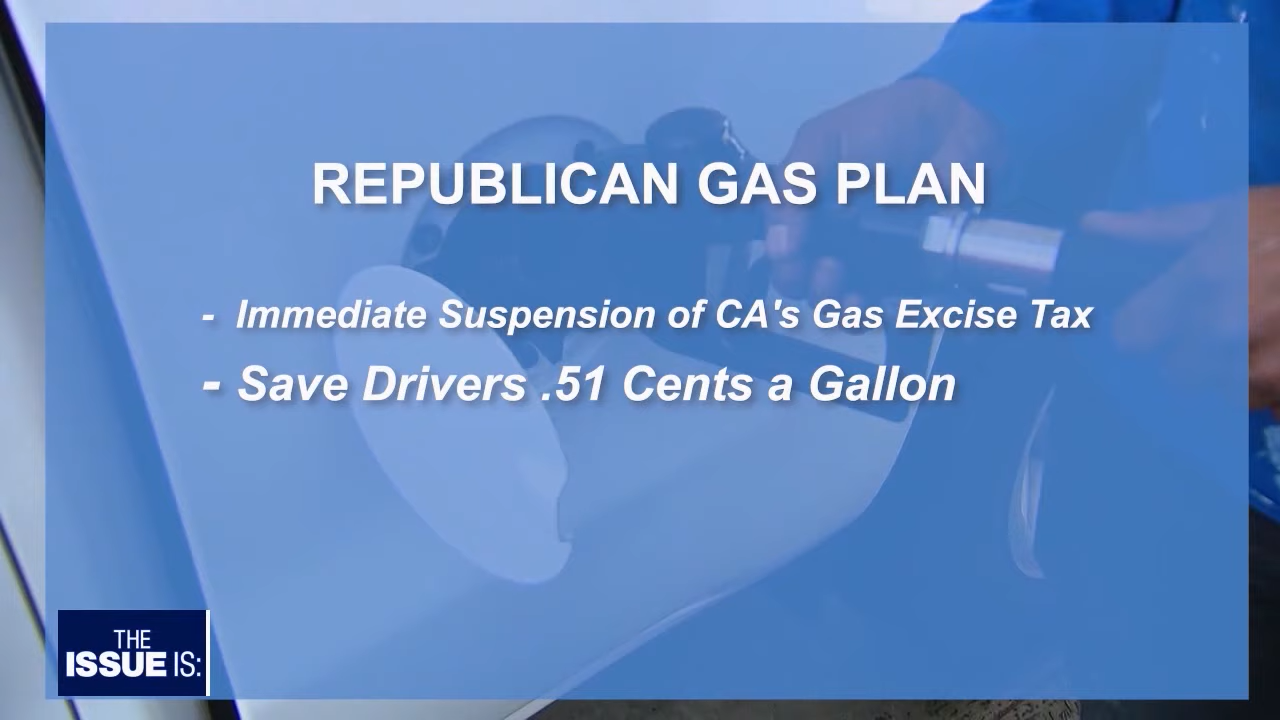 REPUBLICAN GAS PLAN
- Immediate Suspension of CA's Gas Excise Tax
- Save Drivers .51 Cents a Gallon
THE
ISSUE IS: